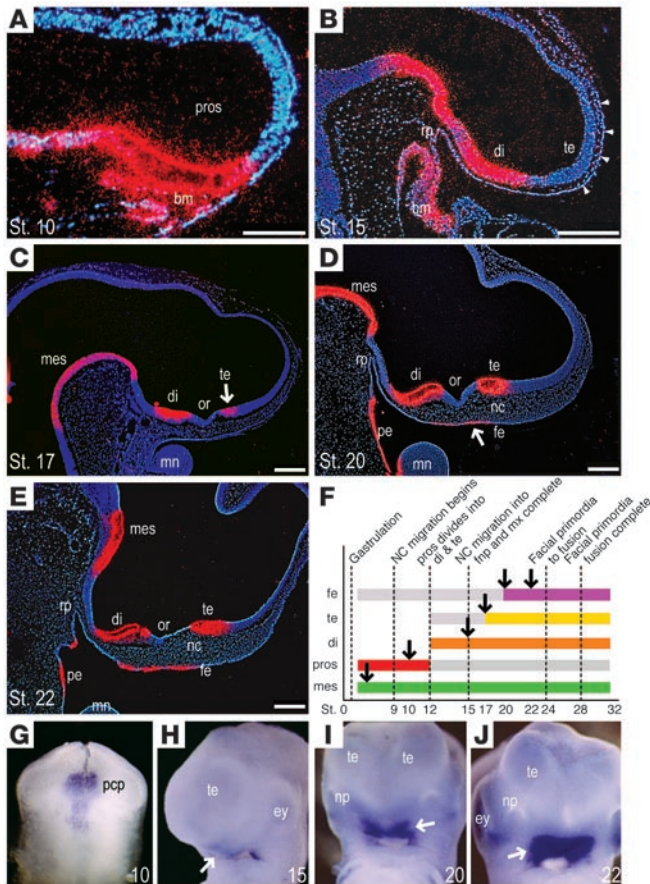 A
pros
bm
St. 10
B
rp
di
te
bm
St. 15
C
mes
te
di
or
mn
St. 17
D
mes
rp
di
or
te
nc
pe
fe
mn
St. 20
E
mes
rp
di
or
te
nc
pe
fe
mn
St. 22
F
Gastrulation
NC migration begins
pros divides into
di & te
NC migration into
fnp and mx complete
Facial primordia
to fusion
Facial primordia
fusion complete
fe
te
di
pros
mes
St. 0 9 10 12 15 17 20 22 24 28 32
G
pcp
10
H
te
ey
15
I
te te
np
20
J
te
np
ey
22